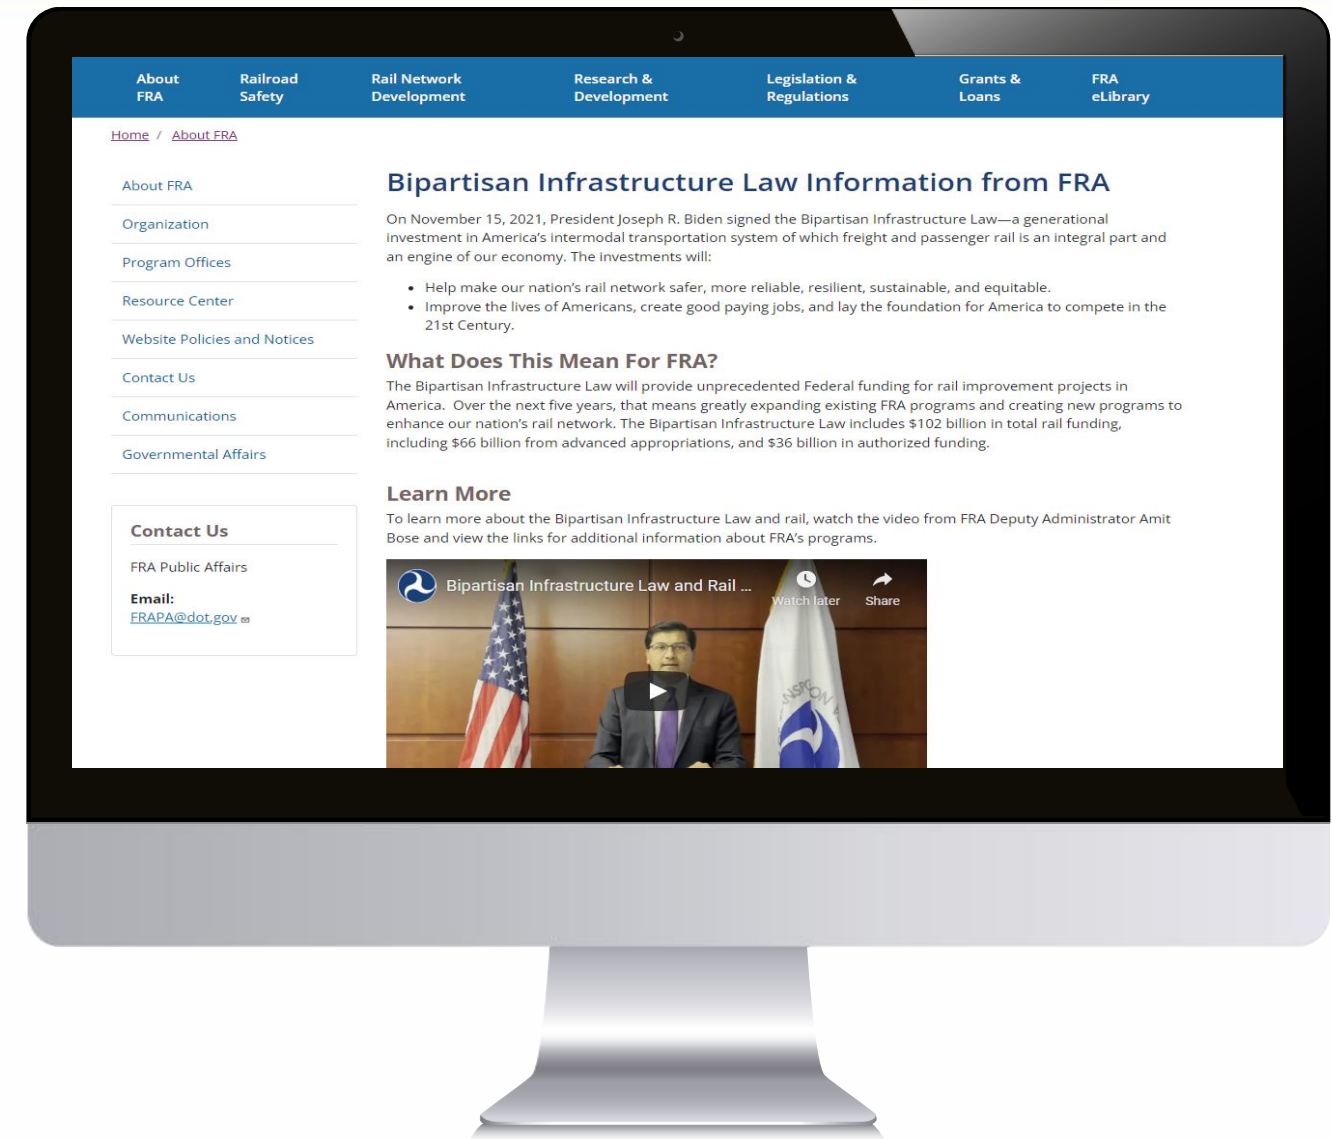 About
FRA
Railroad
Safety
Rail Network
Development
Research &
Development
Legislation &
Regulations
Grants &
Loans
FRA
eLibrary
Home / About FRA
About FRA
Organization
Program Offices
Resource Center
Website Policies and Notices
Contact Us
Communications
Governmental Affairs
Contact Us
FRA Public Affairs
Email:
FRAPA@dot.gov
Bipartisan Infrastructure Law Information from FRA
On November 15, 2021, President Joseph R. Biden signed the Bipartisan Infrastructure Law—a generational
investment in America’s intermodal transportation system of which freight and passenger rail is an integral part and
an engine of our economy. The investments will:
• Help make our nation’s rail network safer, more reliable, resilient, sustainable, and equitable.
• Improve the lives of Americans, create good paying jobs, and lay the foundation for America to compete in the
21st Century.
What Does This Mean For FRA?
The Bipartisan Infrastructure Law will provide unprecedented Federal funding for rail improvement projects in
America.  Over the next five years, that means greatly expanding existing FRA programs and creating new programs to
enhance our nation’s rail network. The Bipartisan Infrastructure Law includes $102 billion in total rail funding,
including $66 billion from advanced appropriations, and $36 billion in authorized funding.
Learn More
To learn more about the Bipartisan Infrastructure Law and rail, watch the video from FRA Deputy Administrator Amit
Bose and view the links for additional information about FRA’s programs.
Bipartisan Infrastructure Law and Rail ...
Watch later
Share